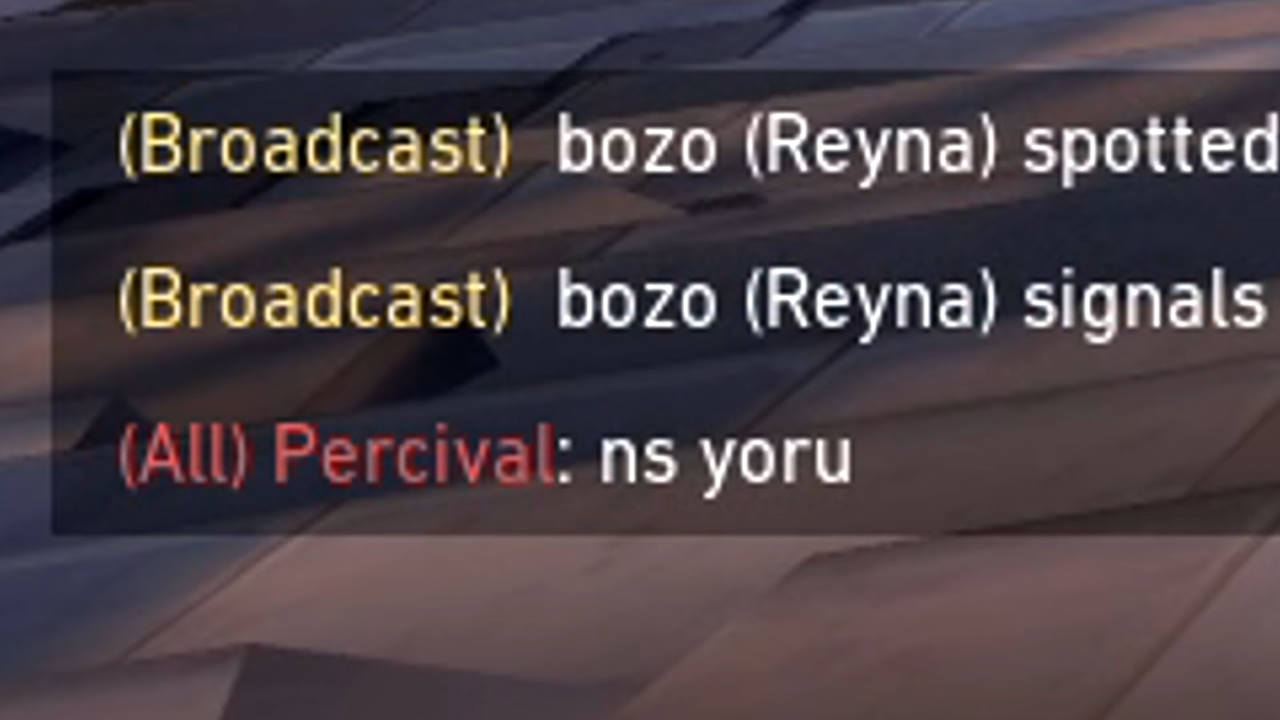 (Broadcast) bozo (Reyna) spotted
(Broadcast) bozo (Reyna) signals
(All) Percival: ns yoru